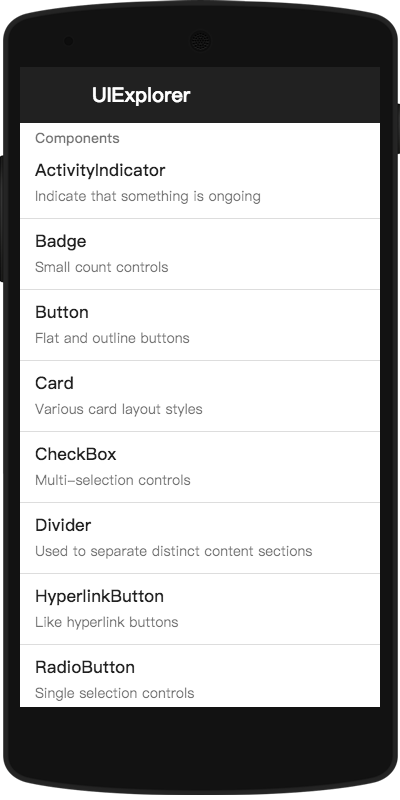 UIExplorer
Components
ActivityIndicator
Indicate that something is ongoing
Badge
Small count controls
Button
Flat and outline buttons
Card
Various card layout styles
CheckBox
Multi-selection controls
Divider
Used to separate distinct content sections
HyperlinkButton
Like hyperlink buttons
RadioButton
Single selection controls